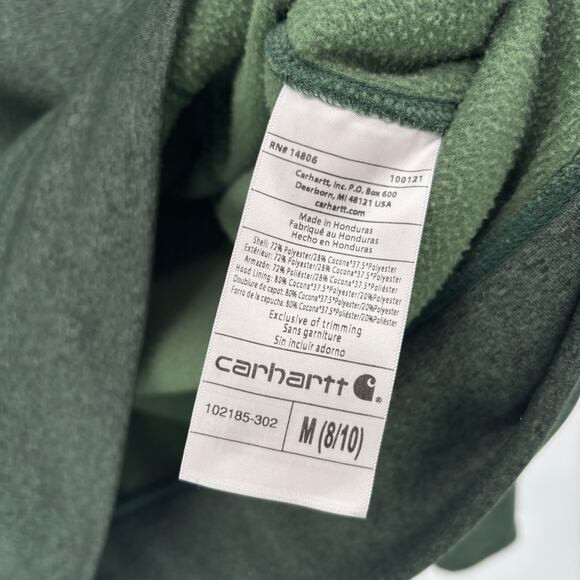 RN# 14806 100121
Carhartt, Inc. P.O. Box 600
Dearborn, MI 48121 USA
carhartt.com
Made in Honduras
Fabriqué au Honduras
Hecho en Honduras
Shell: 72% Polyester/28% Cocona®37.5®Polyester
Extérieur: 72% Polyester/28% Cocona®37.5®Polyester
Armazón: 72% Poliéster/28% Cocona®37.5®Poliéster
Hood Lining: 80% Cocona®37.5®Polyester/20%Polyester
Doublure de capot: 80% Cocona®37.5®Polyester/20%Polyester
Forro de la capucha: 80% Cocona®37.5®Poliéster/20%Poliéster
Exclusive of trimming
Sans garniture
Sin incluir adorno
carhartt ®
102185-302 M (8/10)